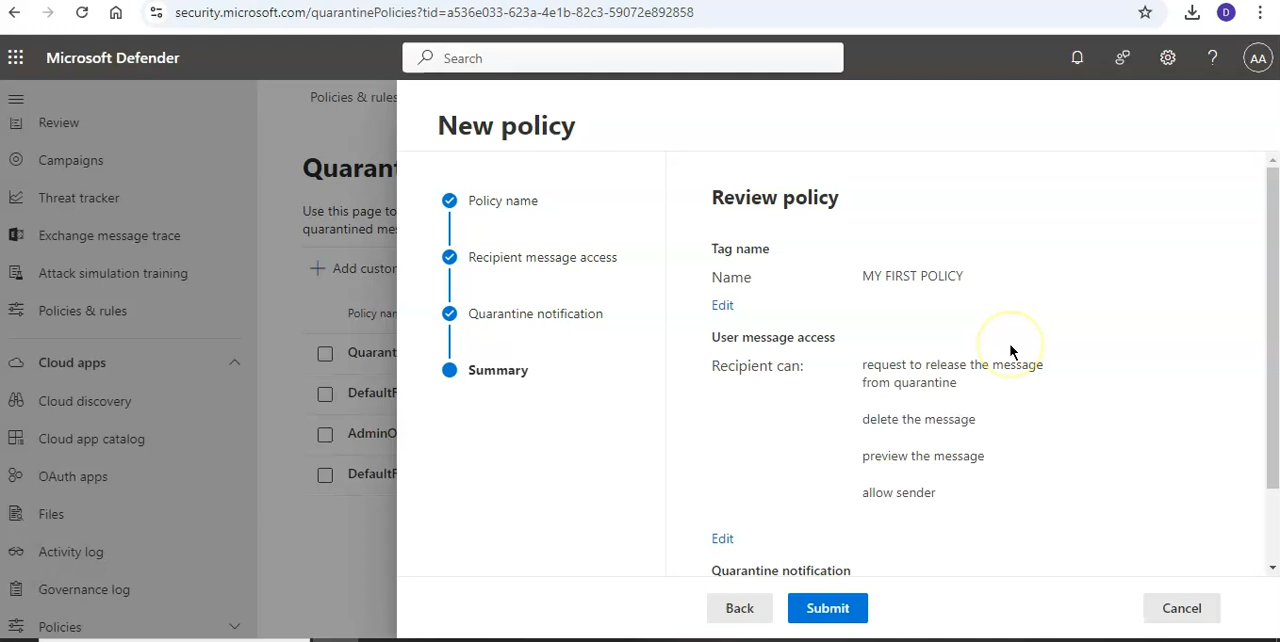 security.microsoft.com/quarantinePolicies?tid=a536e033-623a-4e1b-82c3-59072e892858
D
Microsoft Defender
Search
AA
Review
Campaigns
Threat tracker
Exchange message trace
Attack simulation training
Policies & rules
Cloud apps
Cloud discovery
Cloud app catalog
OAuth apps
Files
Activity log
Governance log
Policies
Policies & rules
Quarant
Use this page to
quarantined me
Add custo
Policy nar
Quarant
DefaultF
AdminO
DefaultF
New policy
Policy name
Recipient message access
Quarantine notification
Summary
Review policy
Tag name
Name MY FIRST POLICY
Edit
User message access
Recipient can: request to release the message
from quarantine
delete the message
preview the message
allow sender
Edit
Quarantine notification
Back
Submit
Cancel